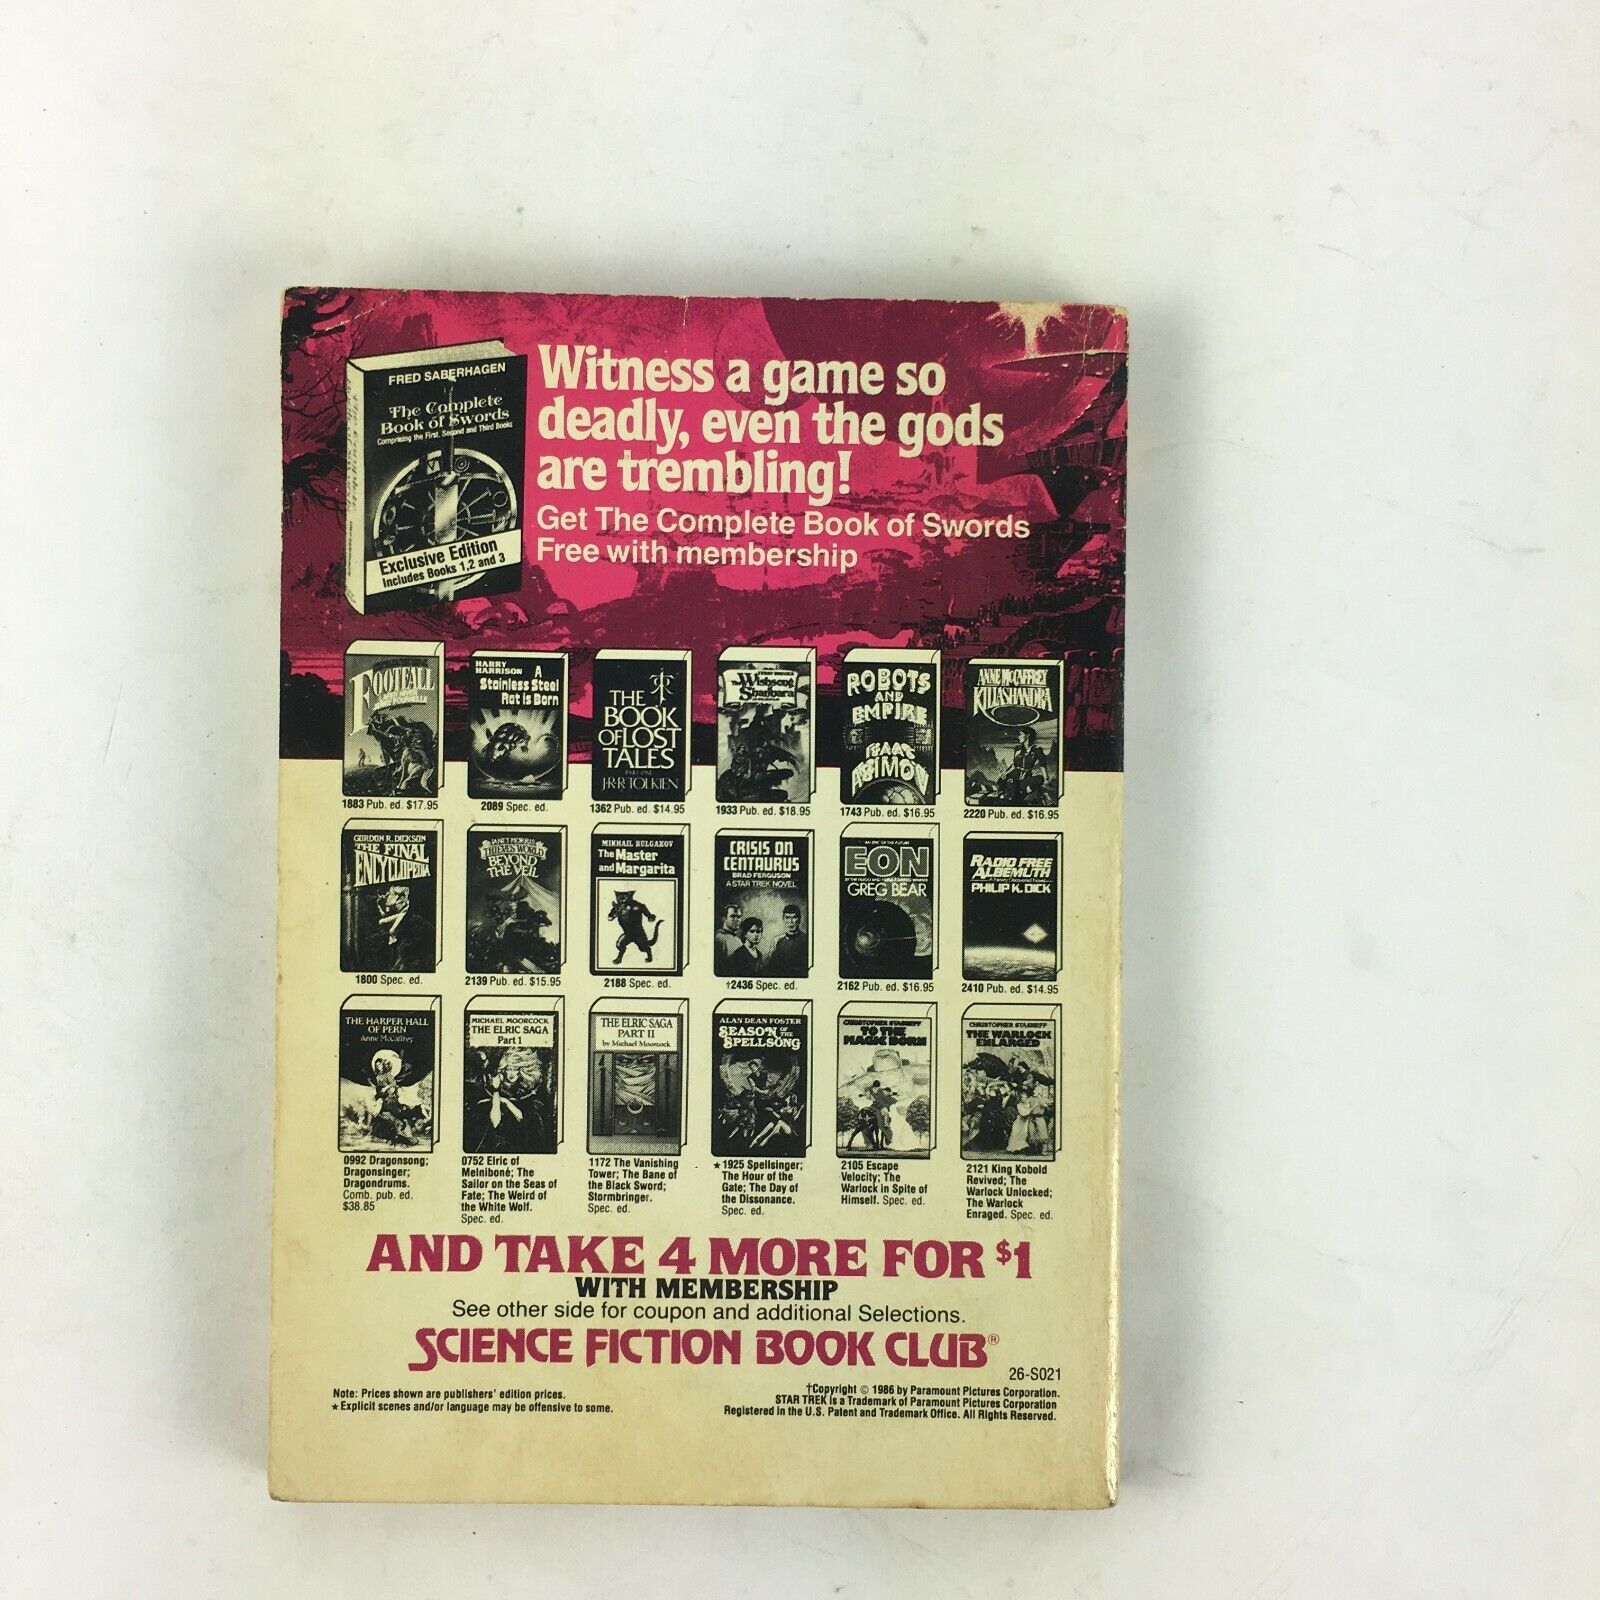 FRED SABERHAGEN
The Complete
Book of Swords
Comprising the First, Second and Third Books
Exclusive Edition
Includes Books 1,2 and 3
Witness a game so
deadly, even the gods
are trembling!
Get The Complete Book of Swords
Free with membership
FOOTFALL
1883 Pub. ed. $17.95
HARRY
HARRISON A
Stainless Steel
Rat is Born
2089 Spec. ed.
THE
BOOK
OF LOST
TALES
PART ONE
J·R·R·TOLKIEN
1362 Pub. ed. $14.95
The Wishsong of
Shannara
1933 Pub. ed. $18.95
ROBOTS
AND
EMPIRE
ISAAC
ASIMOV
1743 Pub. ed. $16.95
ANNE McCAFFREY
KILLASHANDRA
2220 Pub. ed. $16.95
GORDON R. DICKSON
THE FINAL
ENCYCLOPEDIA
1800 Spec. ed.
JANET MORRIS
THIEVES WORLD
BEYOND
THE VEIL
2139 Pub. ed. $15.95
MIKHAIL BULGAKOV
The Master
and Margarita
2188 Spec. ed.
CRISIS ON
CENTAURUS
BRAD FERGUSON
A STAR TREK NOVEL
†2436 Spec. ed.
EON
GREG BEAR
2162 Pub. ed. $16.95
RADIO FREE
ALBEMUTH
PHILIP K. DICK
2410 Pub. ed. $14.95
THE HARPER HALL
OF PERN
Anne McCaffrey
0992 Dragonsong;
Dragonsinger;
Dragondrums.
Comb. pub. ed.
$38.85
MICHAEL MOORCOCK
THE ELRIC SAGA
Part 1
0752 Elric of
Melniboné; The
Sailor on the Seas of
Fate; The Weird of
the White Wolf.
Spec. ed.
THE ELRIC SAGA
PART II
by Michael Moorcock
1172 The Vanishing
Tower; The Bane of
the Black Sword;
Stormbringer.
Spec. ed.
ALAN DEAN FOSTER
SEASON OF THE
SPELLSONG
★1925 Spellsinger;
The Hour of the
Gate; The Day of
the Dissonance.
Spec. ed.
CHRISTOPHER STASHEFF
TO THE
MAGIC BORN
2105 Escape
Velocity; The
Warlock in Spite of
Himself. Spec. ed.
CHRISTOPHER STASHEFF
THE WARLOCK
ENLARGED
2121 King Kobold
Revived; The
Warlock Unlocked;
The Warlock
Enraged. Spec. ed.
AND TAKE 4 MORE FOR $1
WITH MEMBERSHIP
See other side for coupon and additional Selections.
SCIENCE FICTION BOOK CLUB®
26-S021
Note: Prices shown are publishers' edition prices.
★Explicit scenes and/or language may be offensive to some.
†Copyright © 1986 by Paramount Pictures Corporation.
STAR TREK is a Trademark of Paramount Pictures Corporation
Registered in the U.S. Patent and Trademark Office. All Rights Reserved.